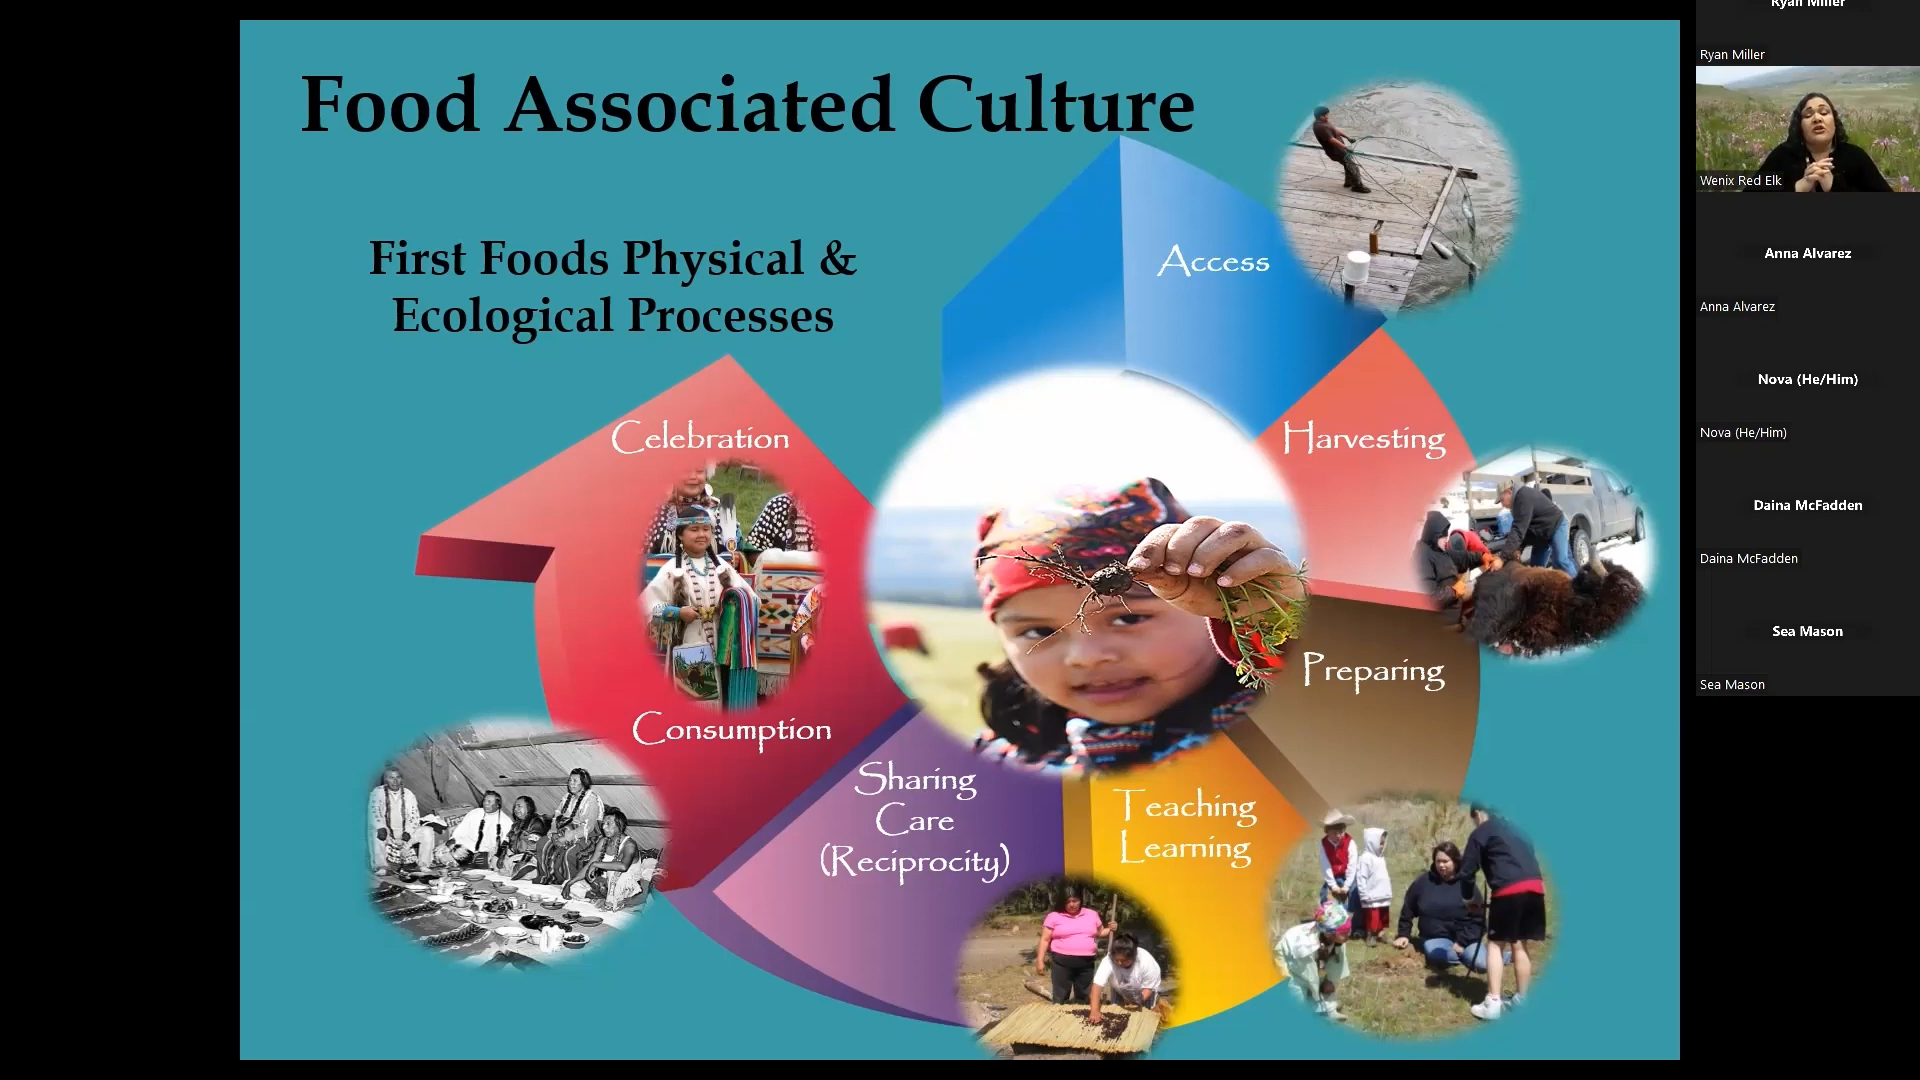 Food Associated Culture
First Foods Physical &
Ecological Processes
Access
Harvesting
Preparing
Teaching
Learning
Sharing
Care
(Reciprocity)
Consumption
Celebration
Ryan Miller
Ryan Miller
Wenix Red Elk
Anna Alvarez
Anna Alvarez
Nova (He/Him)
Nova (He/Him)
Daina McFadden
Daina McFadden
Sea Mason
Sea Mason